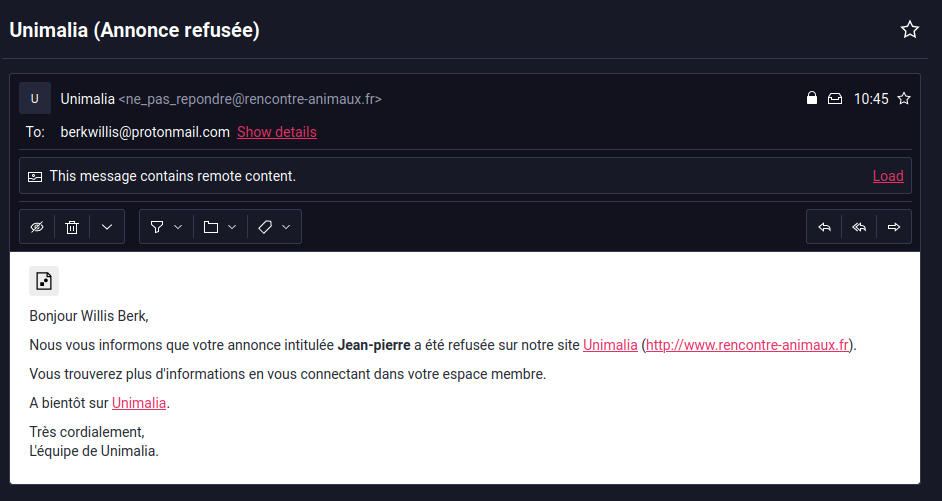 Unimalia (Annonce refusée)
U Unimalia <ne_pas_repondre@rencontre-animaux.fr> 10:45
To: berkwillis@protonmail.com Show details
This message contains remote content. Load
Bonjour Willis Berk,
Nous vous informons que votre annonce intitulée Jean-pierre a été refusée sur notre site Unimalia (http://www.rencontre-animaux.fr).
Vous trouverez plus d'informations en vous connectant dans votre espace membre.
A bientôt sur Unimalia.
Très cordialement,
L'équipe de Unimalia.